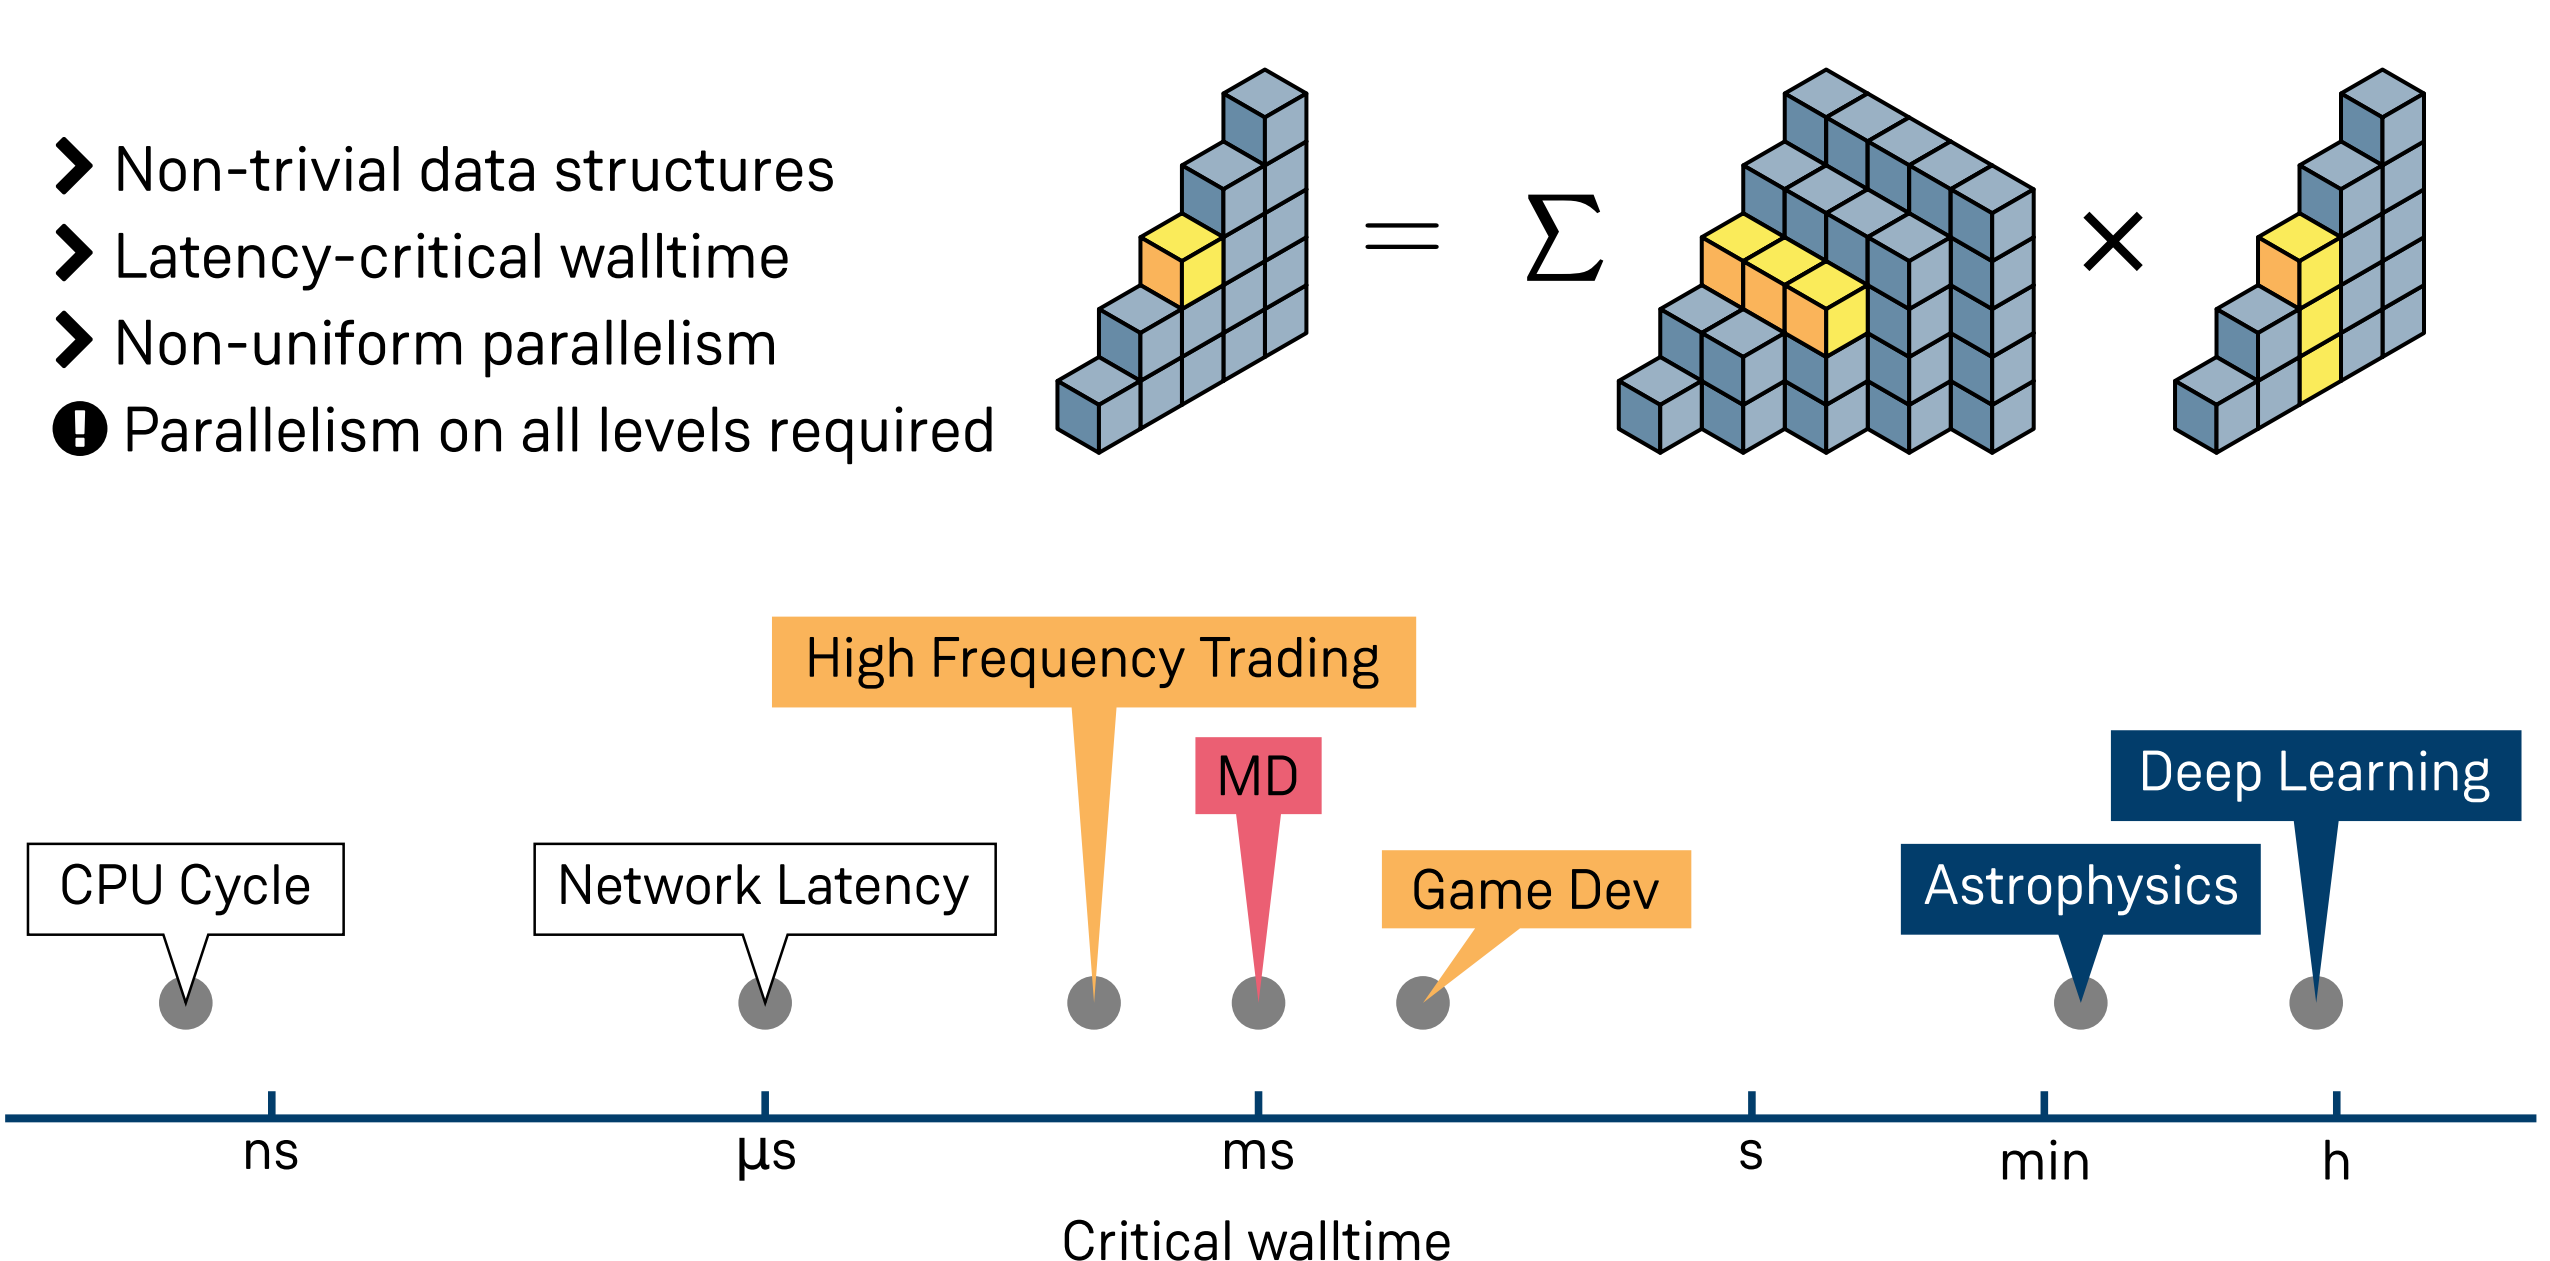 Non-trivial data structures
Latency-critical walltime
Non-uniform parallelism
Parallelism on all levels required
= Σ ×
High Frequency Trading
MD
Deep Learning
CPU Cycle
Network Latency
Game Dev
Astrophysics
ns
µs
ms
s
min
h
Critical walltime